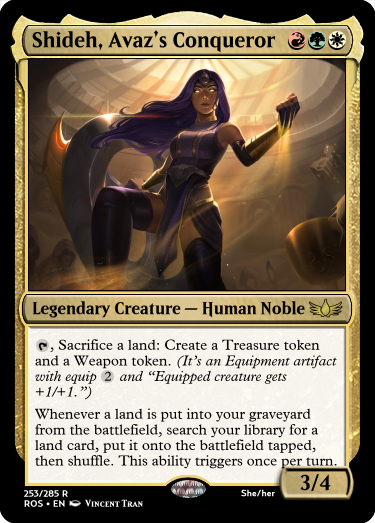 Shideh, Avaz's Conqueror
Legendary Creature — Human Noble
, Sacrifice a land: Create a Treasure token
and a Weapon token. (It's an Equipment artifact
with equip 2 and “Equipped creature gets
+1/+1.”)
Whenever a land is put into your graveyard
from the battlefield, search your library for a
land card, put it onto the battlefield tapped,
then shuffle. This ability triggers once per turn.
3/4
253/285 R
She/her
ROS • EN Vincent Tran